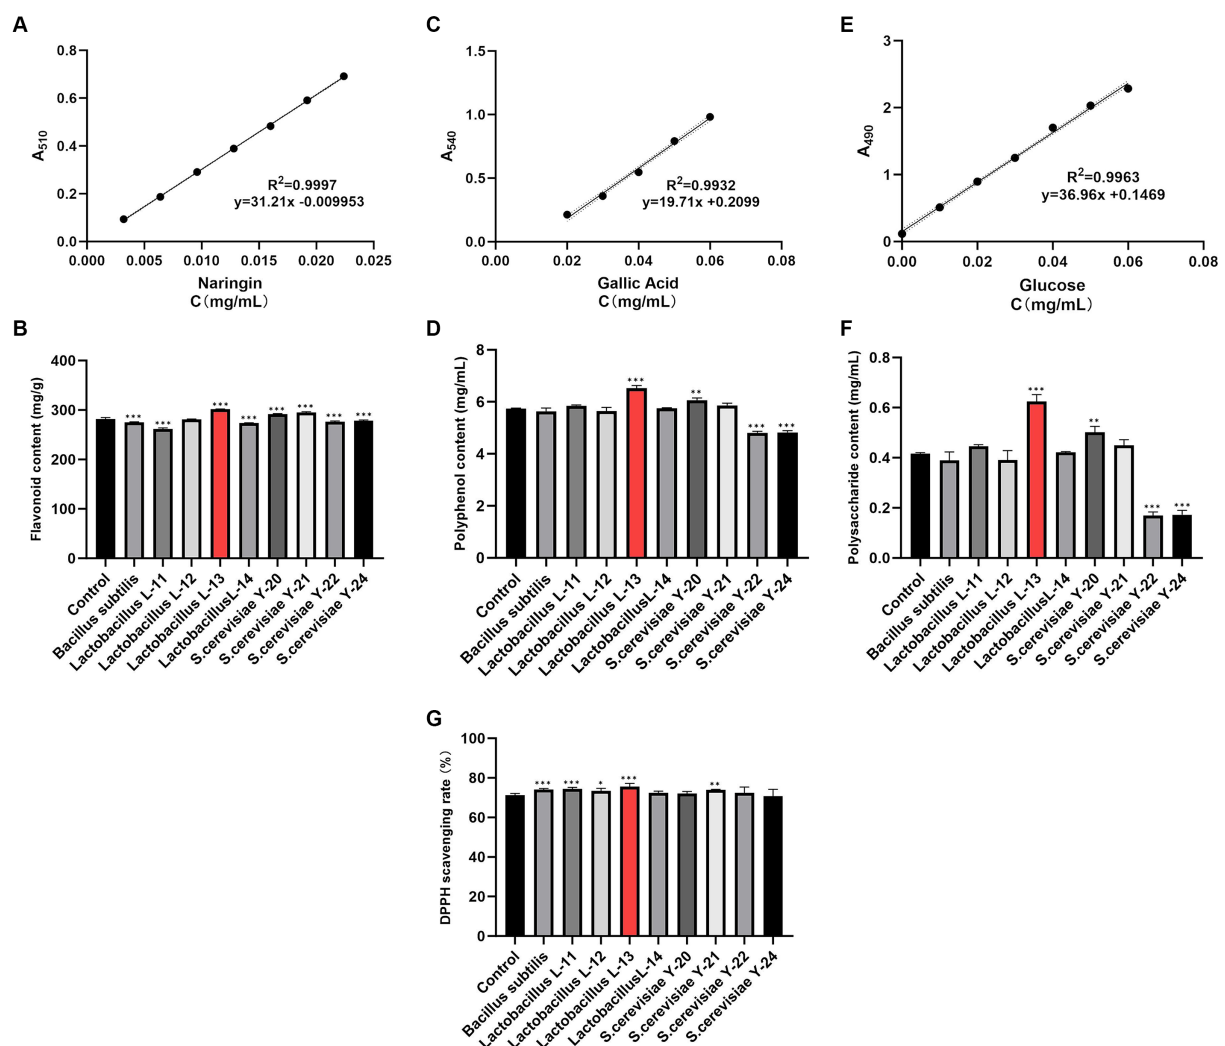 A
0.8
0.6
0.4
0.2
0.0
A510
R2=0.9997
y=31.21x -0.009953
0.000 0.005 0.010 0.015 0.020 0.025
Naringin
C（mg/mL）
C
1.5
1.0
0.5
0.0
A540
R2=0.9932
y=19.71x +0.2099
0.00 0.02 0.04 0.06 0.08
Gallic Acid
C（mg/mL）
E
3
2
1
0
A490
R2=0.9963
y=36.96x +0.1469
0.00 0.02 0.04 0.06 0.08
Glucose
C（mg/mL）
B
400
300
200
100
0
Flavonoid content (mg/g)
*** *** *** *** *** *** *** ***
Control
Bacillus subtilis
Lactobacillus L-11
Lactobacillus L-12
Lactobacillus L-13
LactobacillusL-14
S.cerevisiae Y-20
S.cerevisiae Y-21
S.cerevisiae Y-22
S.cerevisiae Y-24
D
8
6
4
2
0
Polyphenol content (mg/mL)
*** ** *** ***
Control
Bacillus subtilis
Lactobacillus L-11
Lactobacillus L-12
Lactobacillus L-13
LactobacillusL-14
S.cerevisiae Y-20
S.cerevisiae Y-21
S.cerevisiae Y-22
S.cerevisiae Y-24
F
0.8
0.6
0.4
0.2
0.0
Polysaccharide content (mg/mL)
*** ** *** ***
Control
Bacillus subtilis
Lactobacillus L-11
Lactobacillus L-12
Lactobacillus L-13
LactobacillusL-14
S.cerevisiae Y-20
S.cerevisiae Y-21
S.cerevisiae Y-22
S.cerevisiae Y-24
G
100
80
60
40
20
0
DPPH scavenging rate（%）
*** *** * *** **
Control
Bacillus subtilis
Lactobacillus L-11
Lactobacillus L-12
Lactobacillus L-13
LactobacillusL-14
S.cerevisiae Y-20
S.cerevisiae Y-21
S.cerevisiae Y-22
S.cerevisiae Y-24